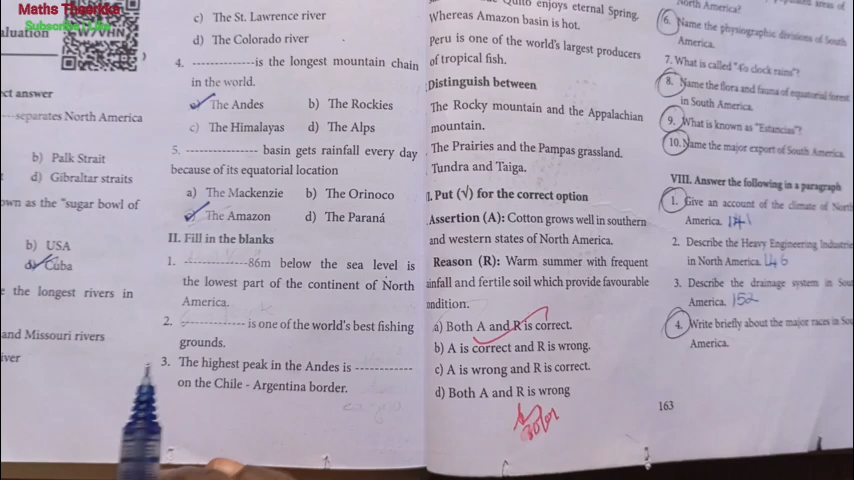 Maths Theerkka
Subscribe Like
aluation
ect answer
separates North America
b) Palk Strait
d) Gibraltar straits
own as the "sugar bowl of
b) USA
d) Cuba
e the longest rivers in
and Missouri rivers
iver
c) The St. Lawrence river
d) The Colorado river
4. --------------is the longest mountain chain
in the world.
a) The Andes b) The Rockies
c) The Himalayas d) The Alps
5. --------------- basin gets rainfall every day
because of its equatorial location
a) The Mackenzie b) The Orinoco
c) The Amazon d) The Paraná
II. Fill in the blanks
1. --------------86m below the sea level is
the lowest part of the continent of North
America.
2. -------------- is one of the world's best fishing
grounds.
3. The highest peak in the Andes is ------------
on the Chile - Argentina border.
Quito enjoys eternal Spring.
Whereas Amazon basin is hot.
Peru is one of the world's largest producers
of tropical fish.
Distinguish between
The Rocky mountain and the Appalachian
mountain.
The Prairies and the Pampas grassland.
Tundra and Taiga.
I. Put (√) for the correct option
Assertion (A): Cotton grows well in southern
and western states of North America.
Reason (R): Warm summer with frequent
ainfall and fertile soil which provide favourable
ondition.
a) Both A and R is correct.
b) A is correct and R is wrong.
c) A is wrong and R is correct.
d) Both A and R is wrong
North America?
areas of
6. Name the physiographic divisions of South
America.
7. What is called "4o clock rains"?
8. Name the flora and fauna of equatorial forest
in South America.
9. What is known as "Estancias"?
10. Name the major export of South America.
VIII. Answer the following in a paragraph
1. Give an account of the climate of North
America. 141
2. Describe the Heavy Engineering Industrie
in North America. 146
3. Describe the drainage system in Sou
America. 152
4. Write briefly about the major races in Sou
America.
163